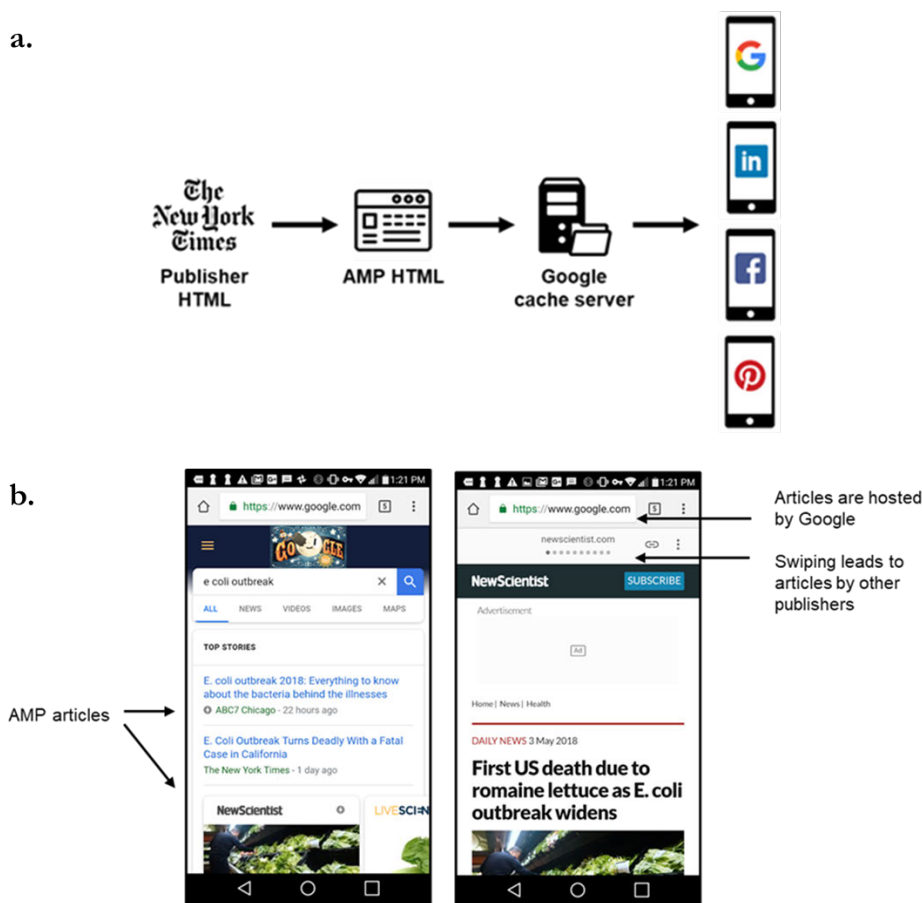 a.
The
New York
Times
Publisher
HTML
AMP HTML
Google
cache server
G
in
f
b.
1:21 PM
https://www.google.com
5
GOOGLE
e coli outbreak
ALL NEWS VIDEOS IMAGES MAPS
TOP STORIES
E. coli outbreak 2018: Everything to know
about the bacteria behind the illnesses
ABC7 Chicago - 22 hours ago
E. Coli Outbreak Turns Deadly With a Fatal
Case in California
The New York Times - 1 day ago
NewScientist
LIVESCIEN
AMP articles
1:21 PM
https://www.google.com
5
newscientist.com
NewScientist
SUBSCRIBE
Advertisement
Ad
Home | News | Health
DAILY NEWS 3 May 2018
First US death due to
romaine lettuce as E. coli
outbreak widens
Articles are hosted
by Google
Swiping leads to
articles by other
publishers